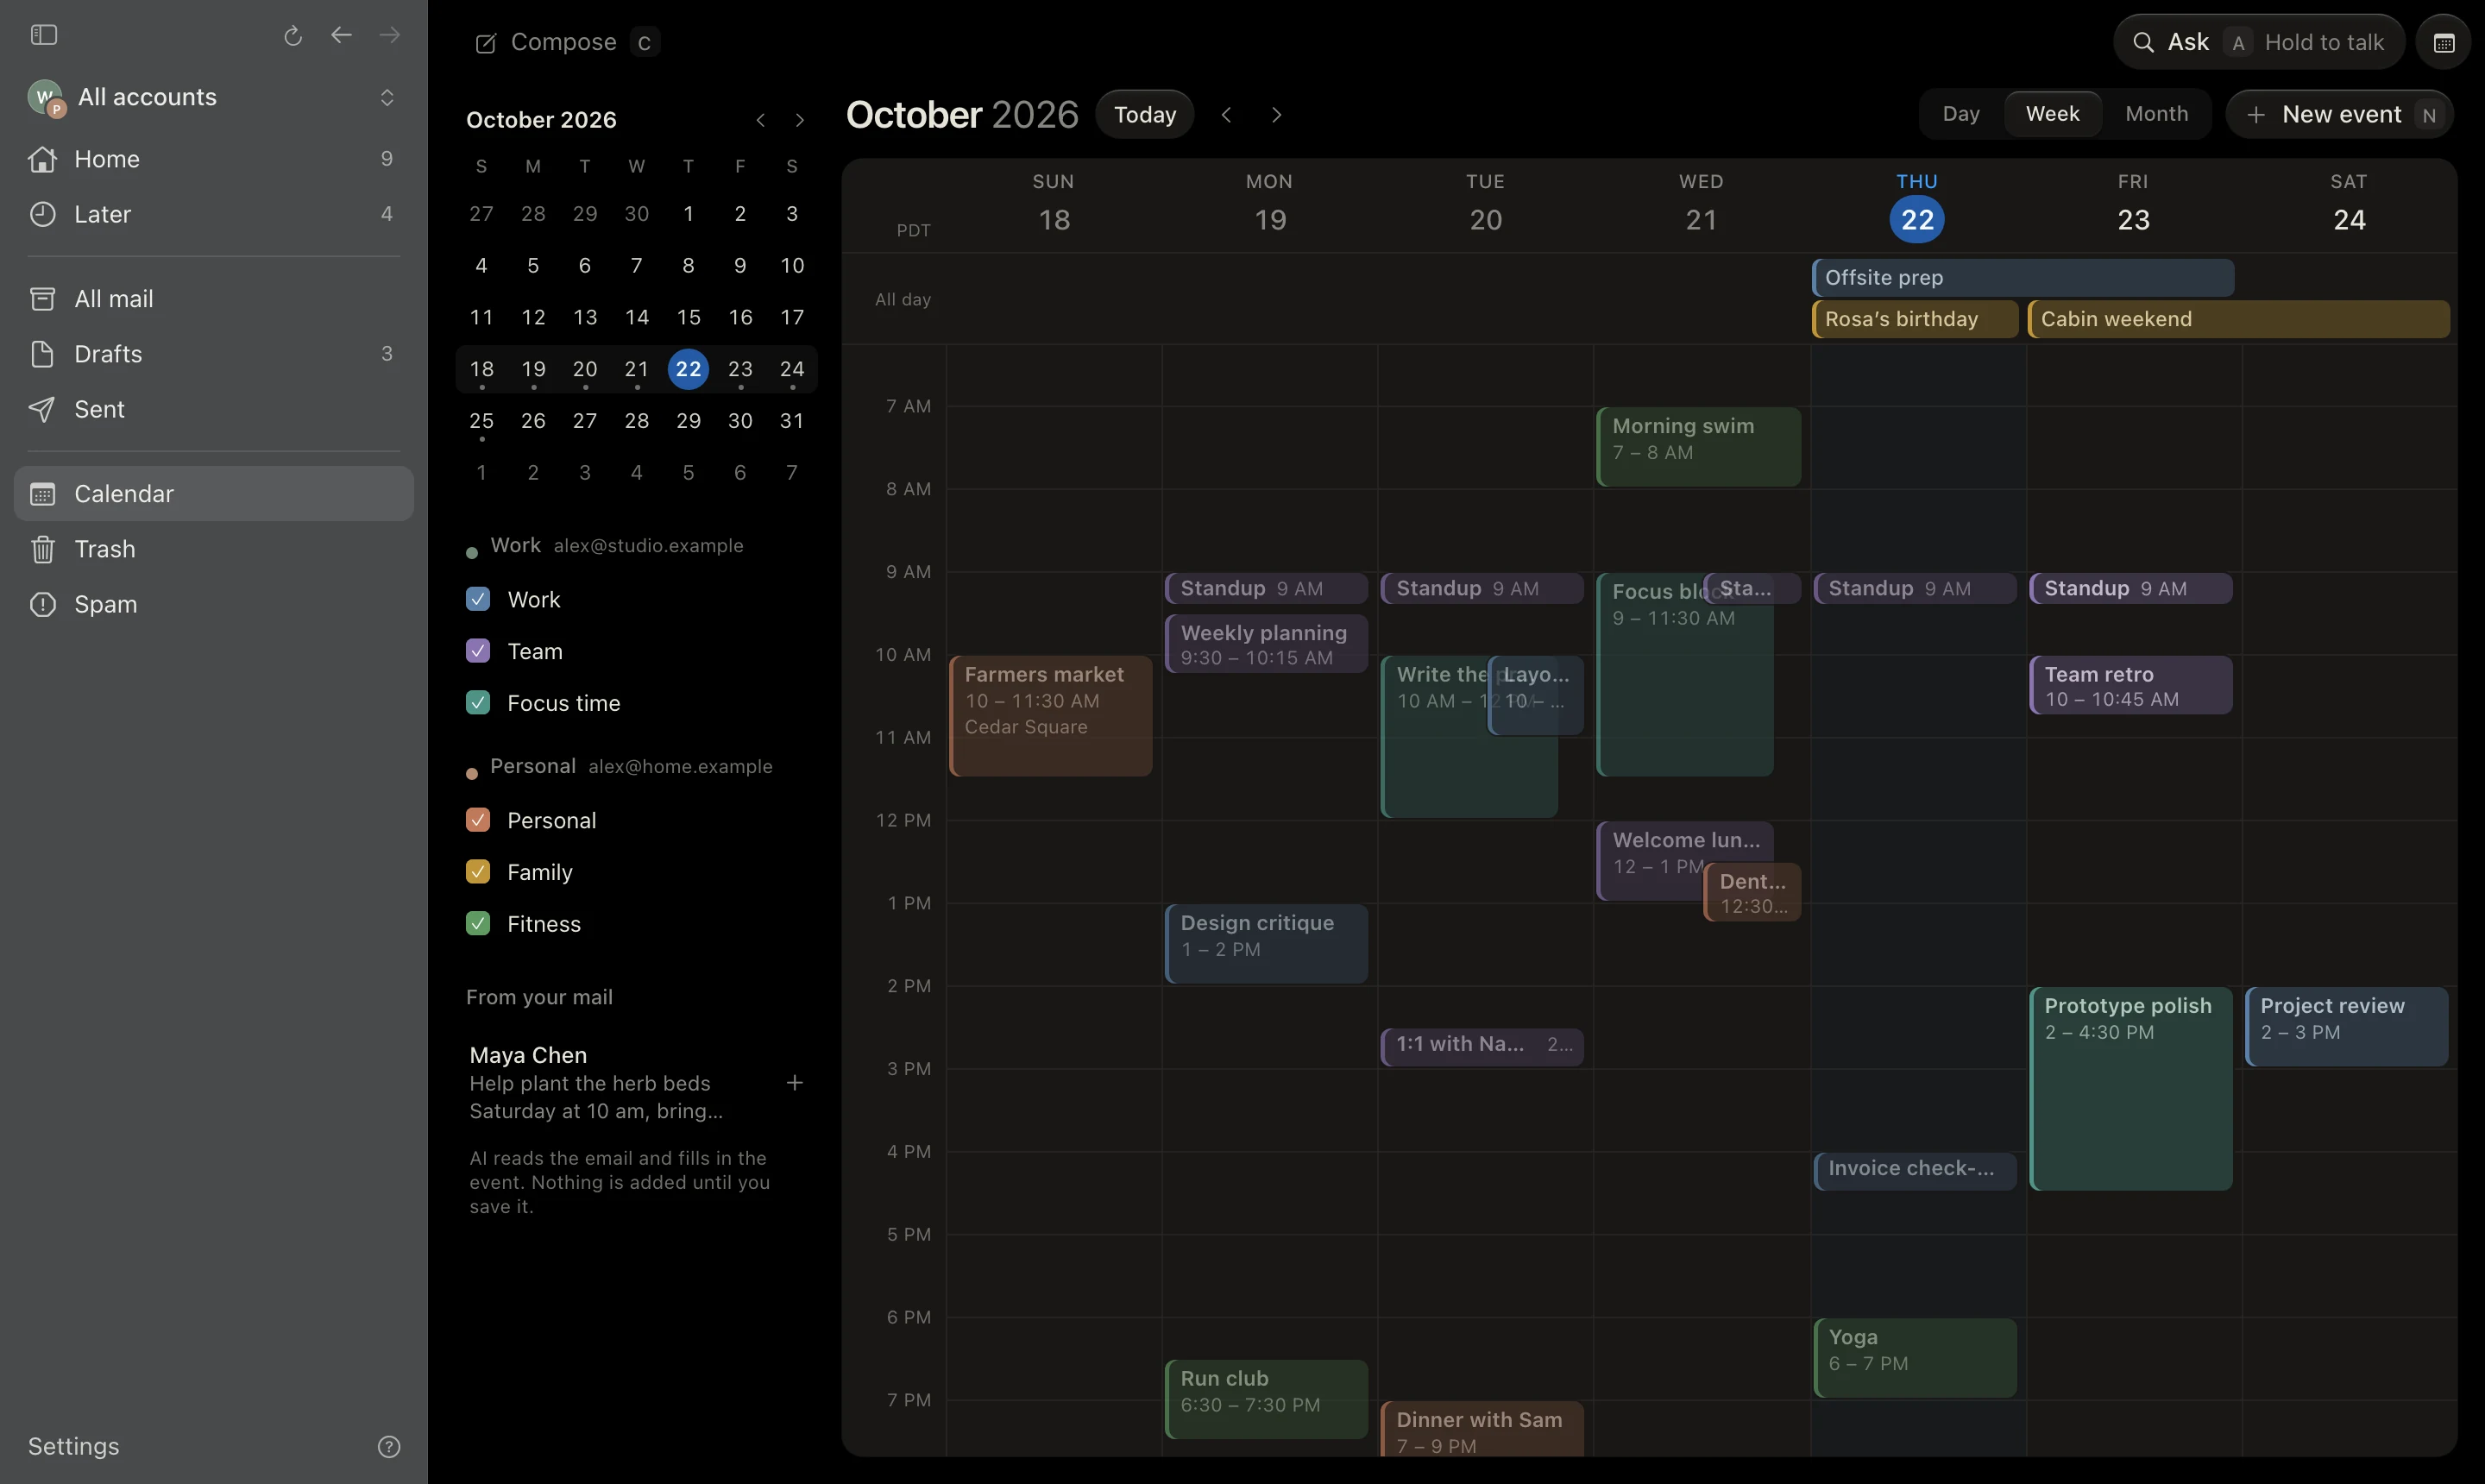 All accounts
W
P
Home 9
Later 4
All mail
Drafts 3
Sent
Calendar
Trash
Spam
Settings
?
Compose C
Ask A Hold to talk
October 2026
S M T W T F S
27 28 29 30 1 2 3
4 5 6 7 8 9 10
11 12 13 14 15 16 17
18 19 20 21 22 23 24
25 26 27 28 29 30 31
1 2 3 4 5 6 7
Work alex@studio.example
Work
Team
Focus time
Personal alex@home.example
Personal
Family
Fitness
From your mail
Maya Chen
Help plant the herb beds
Saturday at 10 am, bring...
AI reads the email and fills in the
event. Nothing is added until you
save it.
October 2026 Today
Day Week Month
New event N
PDT
SUN 18
MON 19
TUE 20
WED 21
THU 22
FRI 23
SAT 24
All day
Offsite prep
Rosa’s birthday
Cabin weekend
7 AM
8 AM
9 AM
10 AM
11 AM
12 PM
1 PM
2 PM
3 PM
4 PM
5 PM
6 PM
7 PM
Farmers market
10 – 11:30 AM
Cedar Square
Standup 9 AM
Weekly planning
9:30 – 10:15 AM
Design critique
1 – 2 PM
Run club
6:30 – 7:30 PM
Standup 9 AM
Write the
10 AM – 12 PM
Layo...
10 – ...
1:1 with Na... 2...
Dinner with Sam
7 – 9 PM
Morning swim
7 – 8 AM
Focus block
9 – 11:30 AM
Sta...
Welcome lun...
12 – 1 PM
Dent...
12:30...
Standup 9 AM
Invoice check-...
Yoga
6 – 7 PM
Standup 9 AM
Team retro
10 – 10:45 AM
Prototype polish
2 – 4:30 PM
Project review
2 – 3 PM